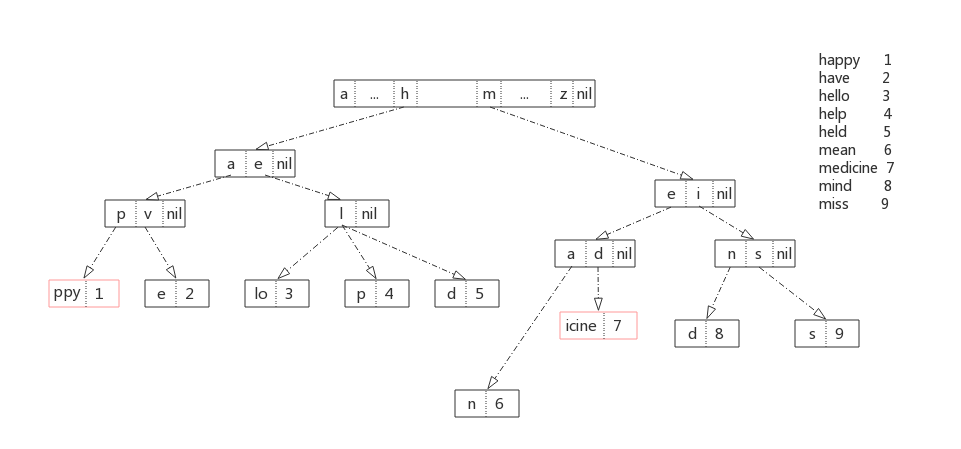 happy 1
have 2
hello 3
help 4
held 5
mean 6
medicine 7
mind 8
miss 9
a ... h m ... z nil
a e nil
e i nil
p v nil
l nil
a d nil
n s nil
ppy 1
e 2
lo 3
p 4
d 5
icine 7
d 8
s 9
n 6